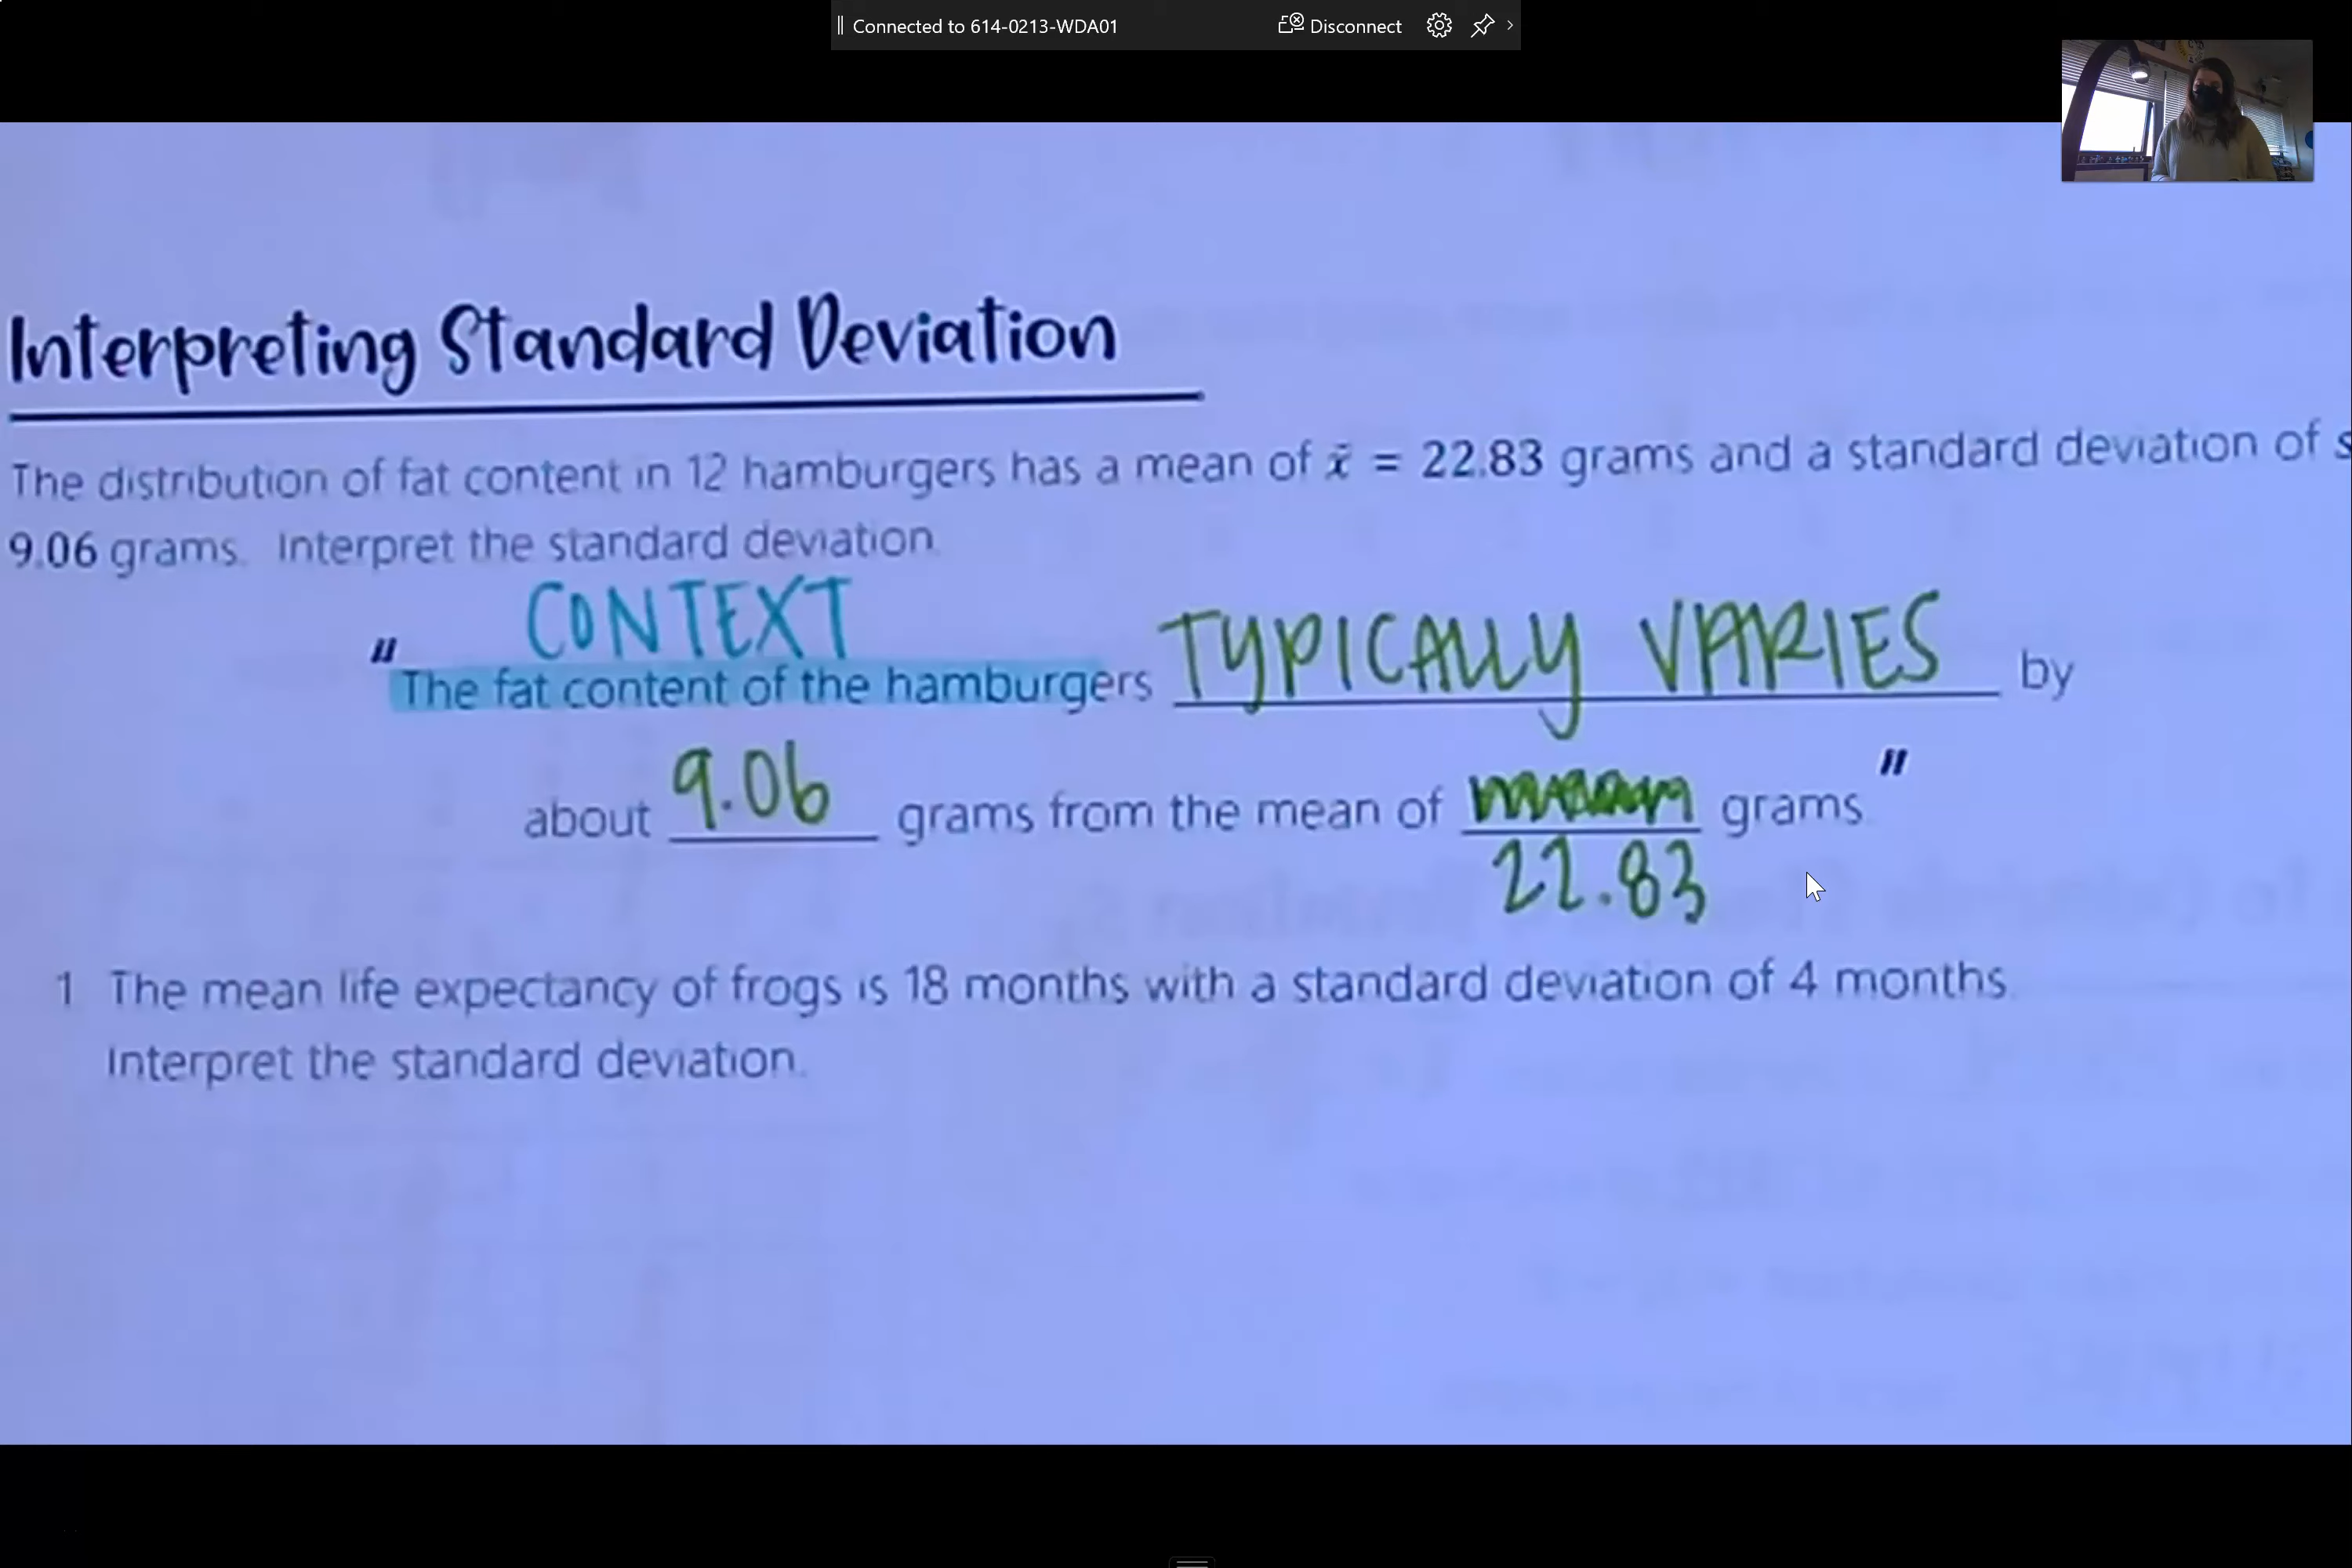 Connected to 614-0213-WDA01 Disconnect
Interpreting Standard Deviation
The distribution of fat content in 12 hamburgers has a mean of x̄ = 22.83 grams and a standard deviation of s
9.06 grams. Interpret the standard deviation.
CONTEXT
"The fat content of the hamburgers TYPICALLY VARIES by
about 9.06 grams from the mean of grams."
22.83
1 The mean life expectancy of frogs is 18 months with a standard deviation of 4 months
Interpret the standard deviation.